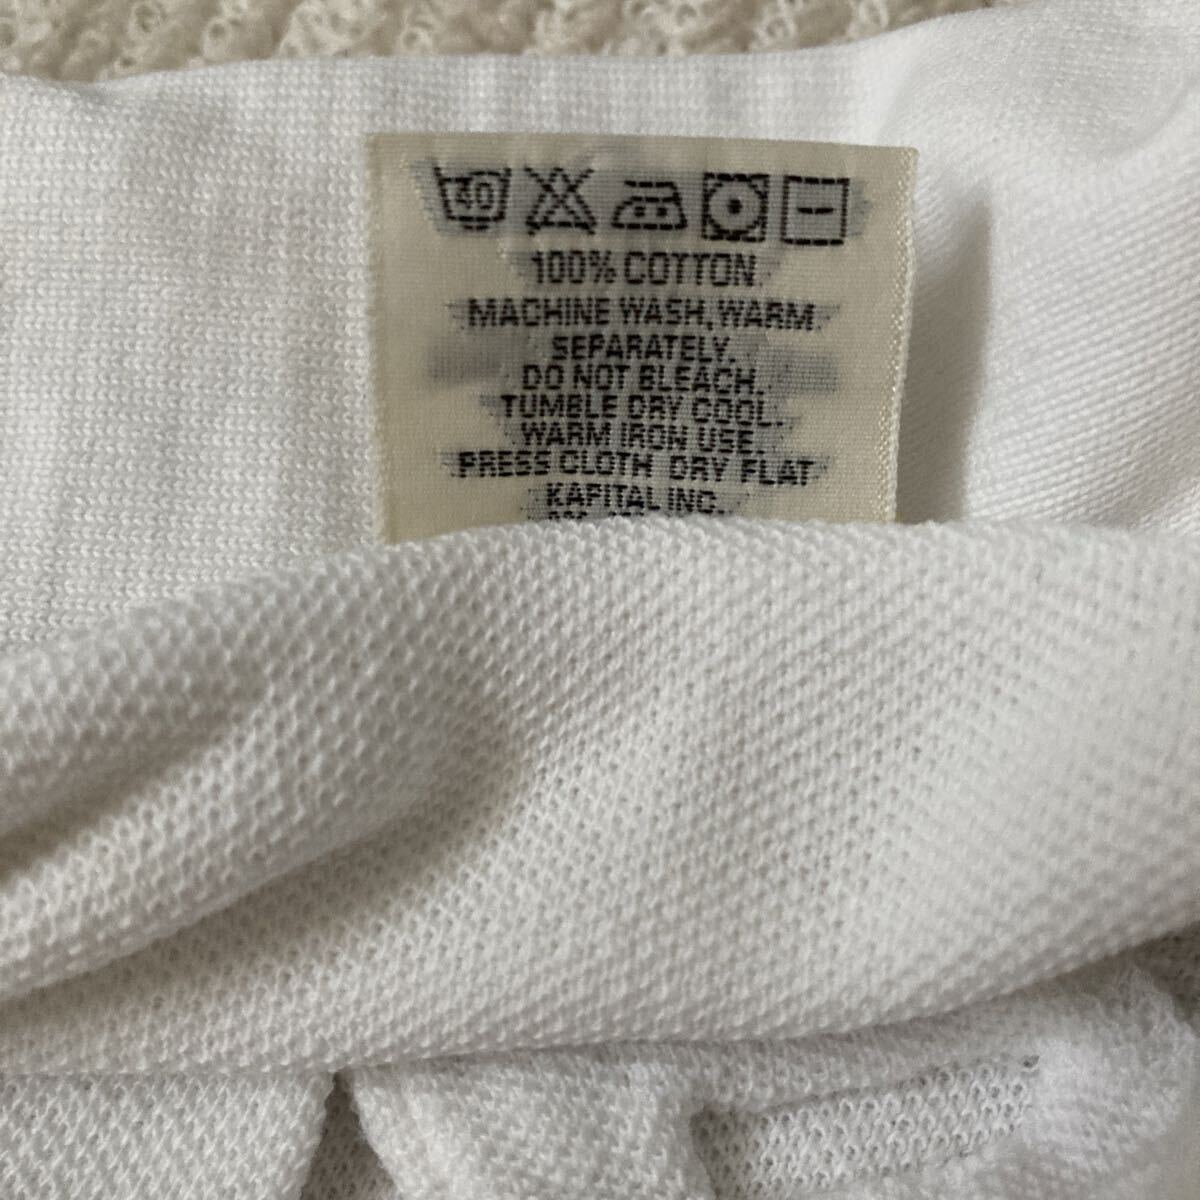 40
100% COTTON.
MACHINE WASH, WARM
SEPARATELY.
DO NOT BLEACH.
TUMBLE DRY COOL.
WARM IRON USE.
PRESS CLOTH DRY FLAT
KAPITAL INC.